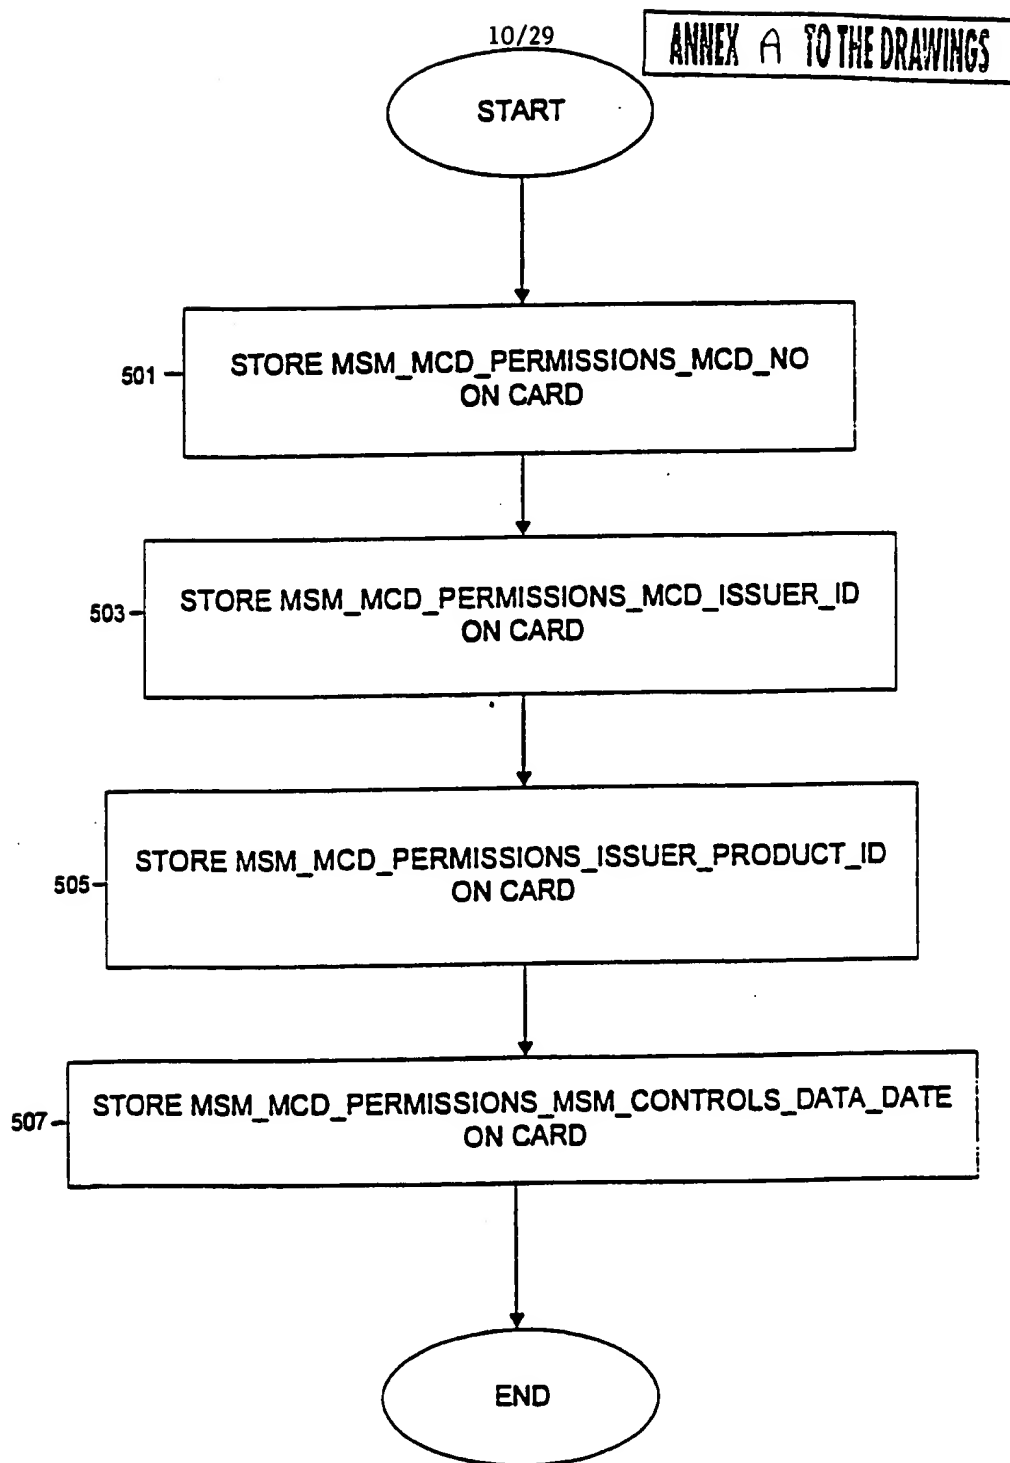 10/29
ANNEX A TO THE DRAWINGS
START
501
STORE MSM_MCD_PERMISSIONS_MCD_NO
ON CARD
503
STORE MSM_MCD_PERMISSIONS_MCD_ISSUER_ID
ON CARD
505
STORE MSM_MCD_PERMISSIONS_ISSUER_PRODUCT_ID
ON CARD
507
STORE MSM_MCD_PERMISSIONS_MSM_CONTROLS_DATA_DATE
ON CARD
END